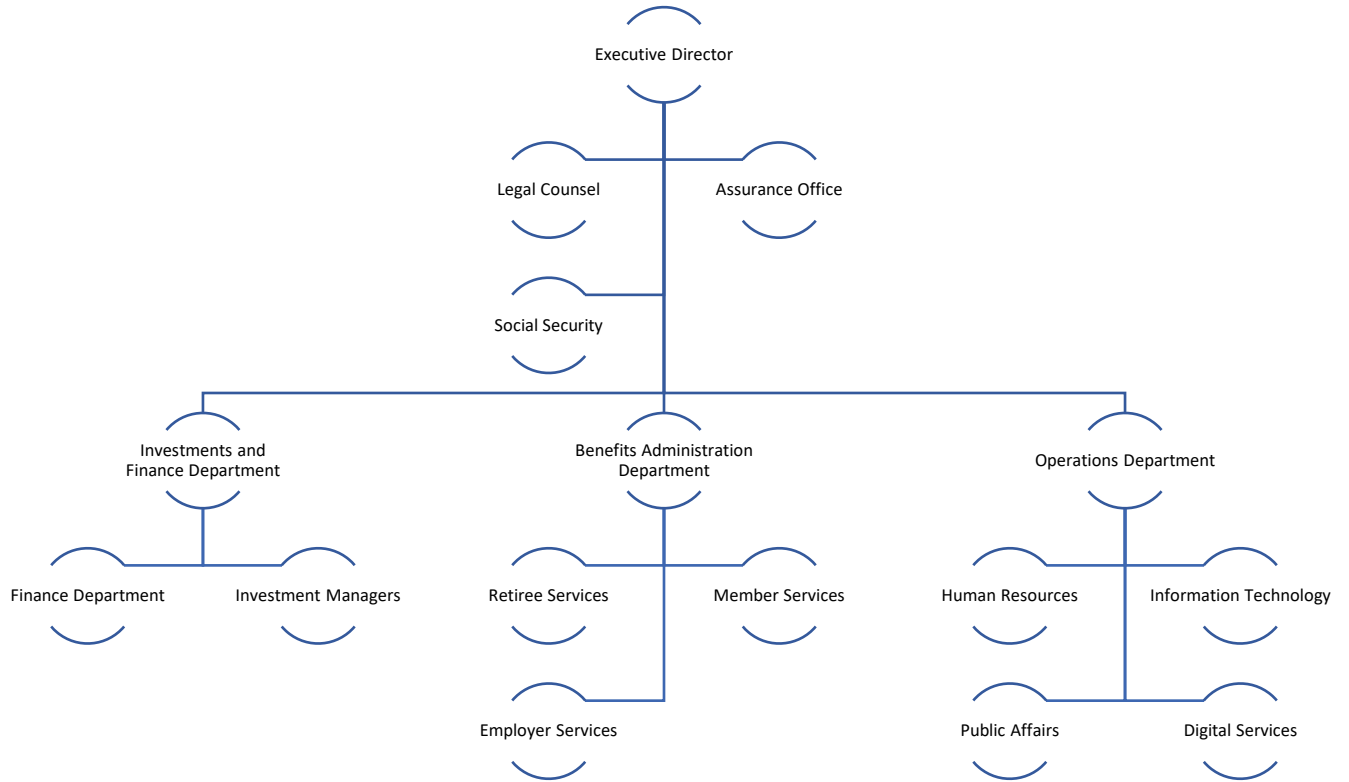 Executive Director
Legal Counsel
Assurance Office
Social Security
Investments and
Finance Department
Benefits Administration
Department
Operations Department
Finance Department
Investment Managers
Retiree Services
Member Services
Human Resources
Information Technology
Employer Services
Public Affairs
Digital Services